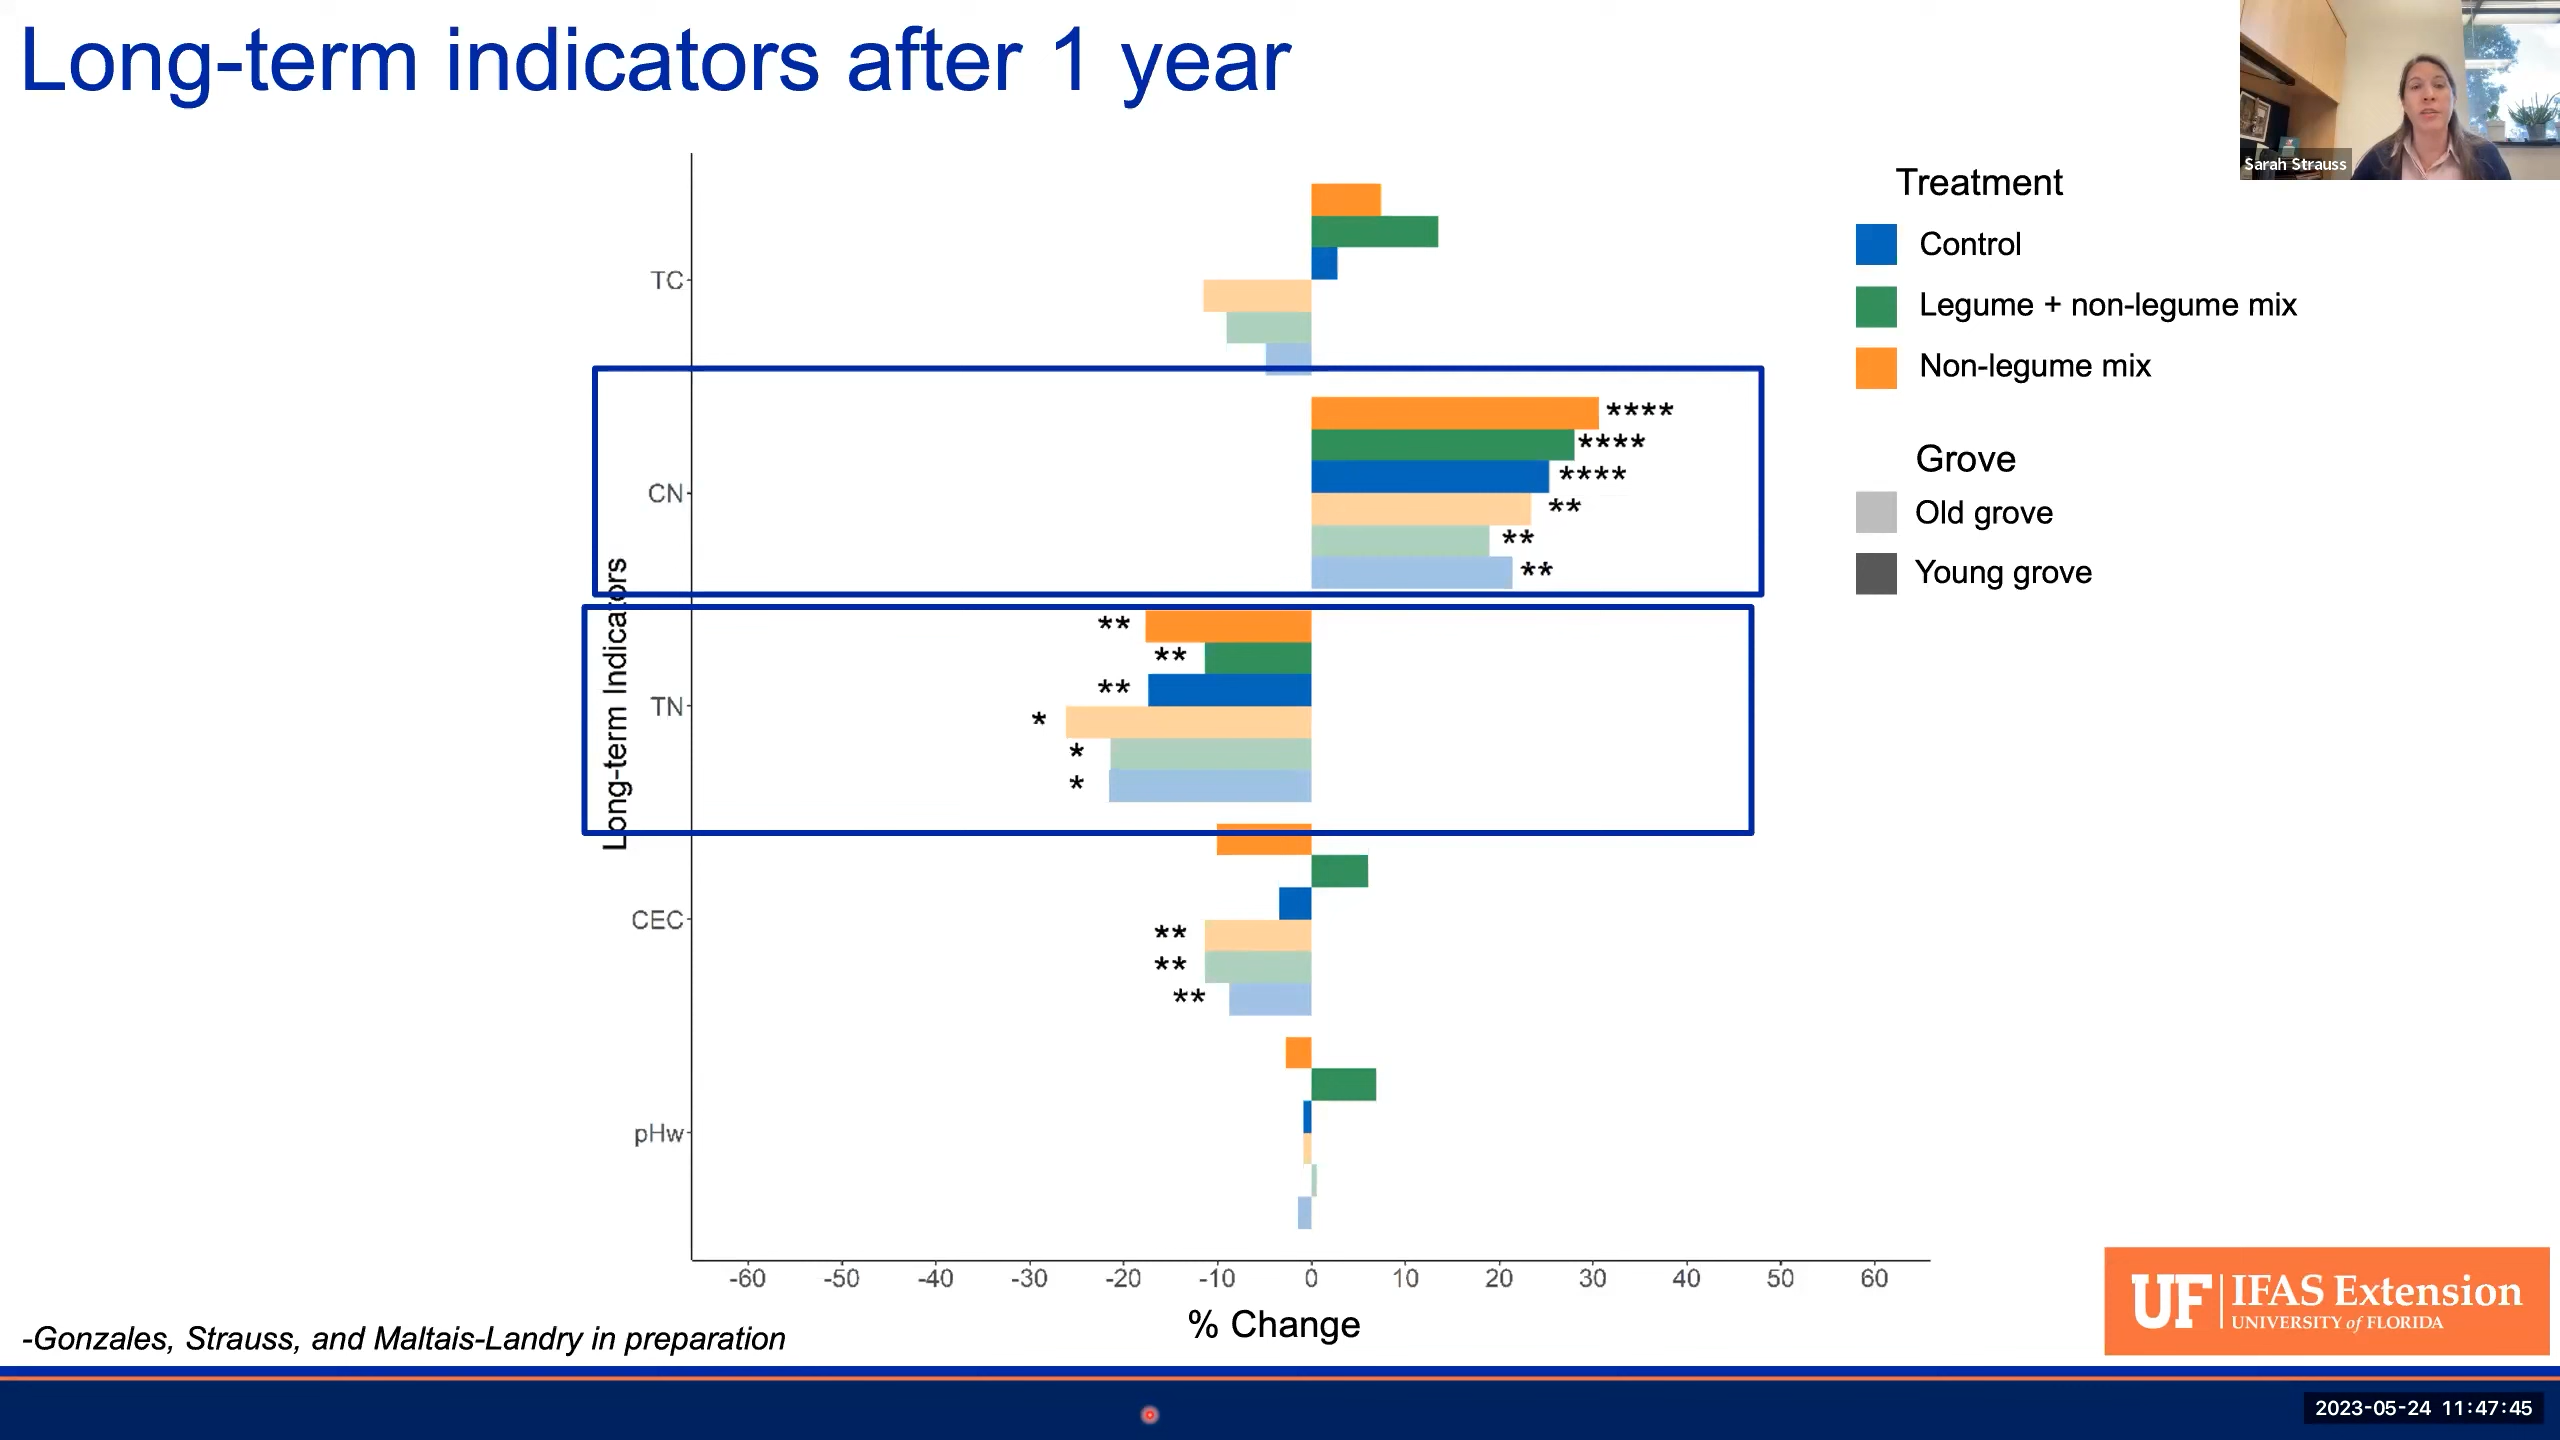 Long-term indicators after 1 year
Sarah Strauss
Treatment
Control
Legume + non-legume mix
Non-legume mix
Grove
Old grove
Young grove
Long-term Indicators
TC
CN
****
****
****
**
**
**
TN
**
**
**
*
*
*
CEC
**
**
**
pHw
-60 -50 -40 -30 -20 -10 0 10 20 30 40 50 60
% Change
-Gonzales, Strauss, and Maltais-Landry in preparation
UF IFAS Extension
UNIVERSITY of FLORIDA
2023-05-24 11:47:45